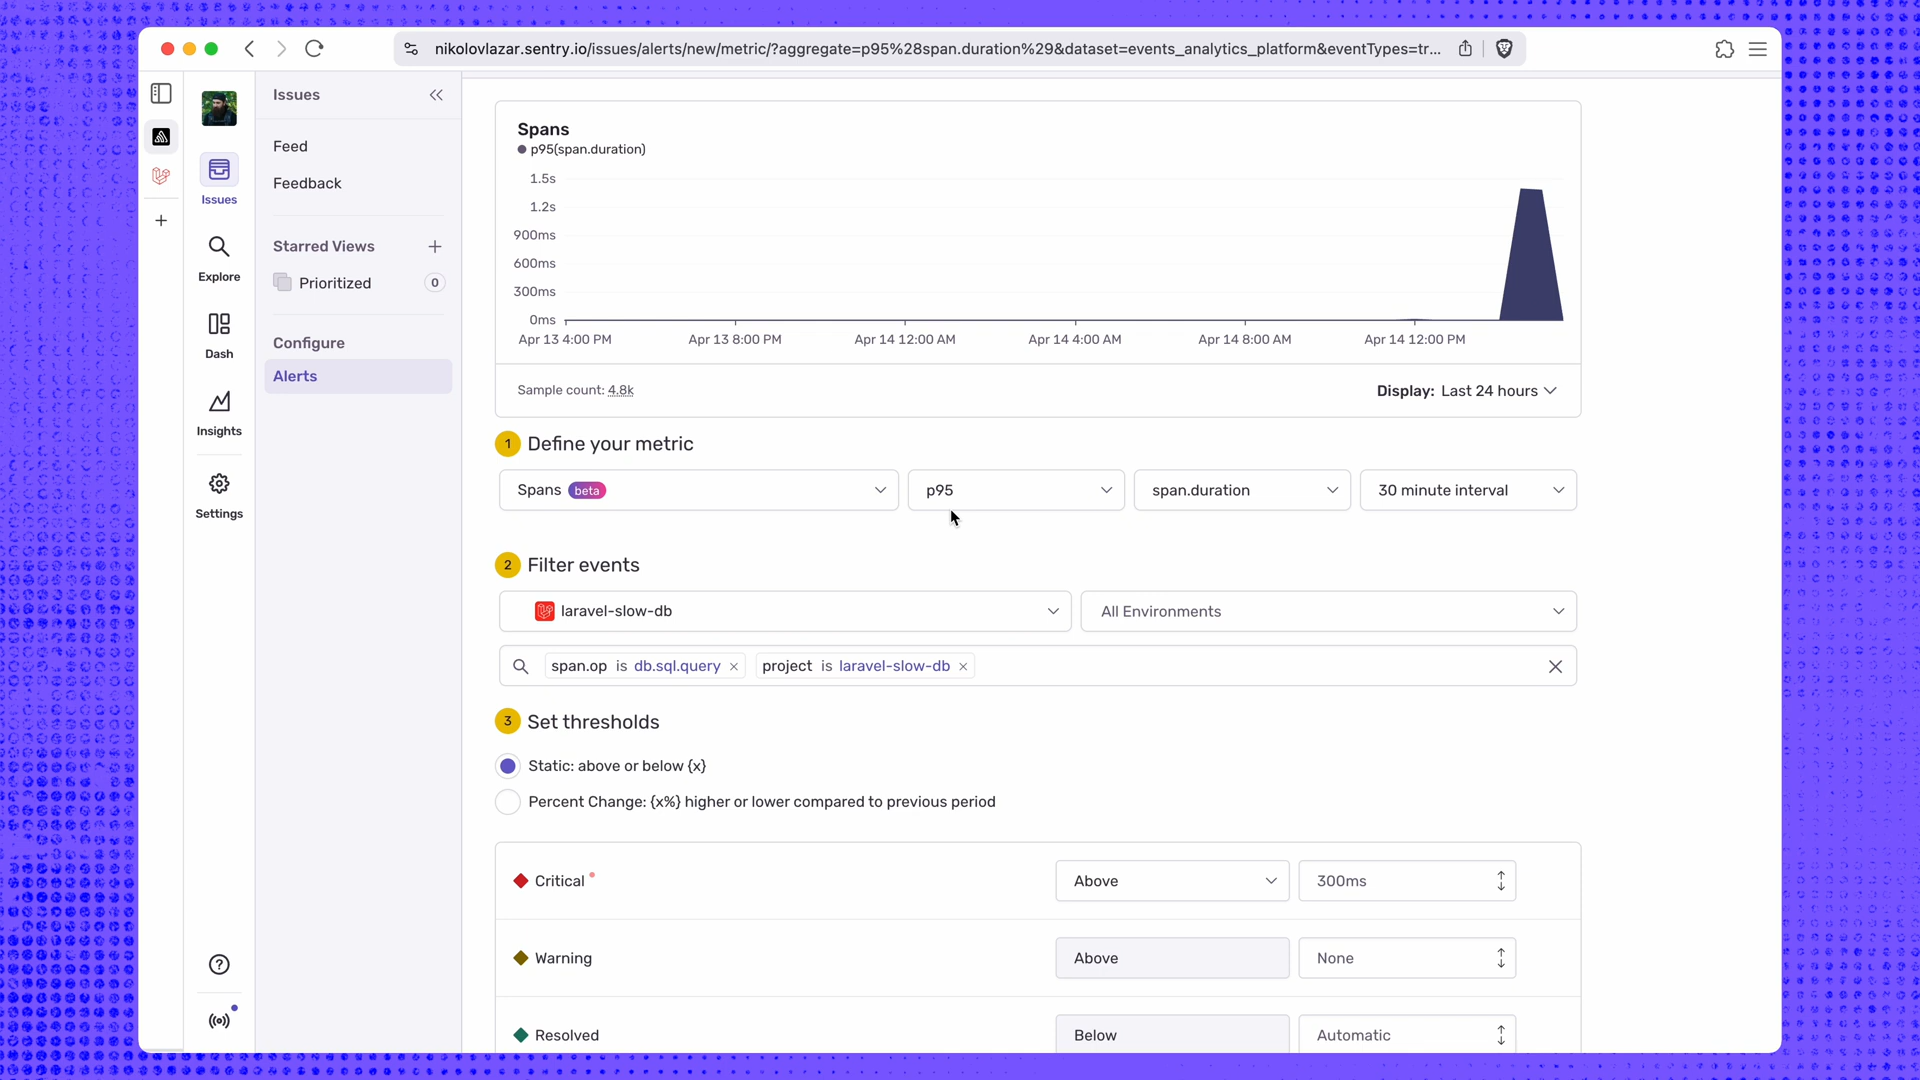 nikolovlazar.sentry.io/issues/alerts/new/metric/?aggregate=p95%28span.duration%29&dataset=events_analytics_platform&eventTypes=tr...
Issues
Explore
Dash
Insights
Settings
Issues
Feed
Feedback
Starred Views
Prioritized 0
Configure
Alerts
Spans
p95(span.duration)
1.5s
1.2s
900ms
600ms
300ms
0ms
Apr 13 4:00 PM Apr 13 8:00 PM Apr 14 12:00 AM Apr 14 4:00 AM Apr 14 8:00 AM Apr 14 12:00 PM
Sample count: 4.8k Display: Last 24 hours
1 Define your metric
Spans beta p95 span.duration 30 minute interval
2 Filter events
laravel-slow-db All Environments
span.op is db.sql.query project is laravel-slow-db
3 Set thresholds
Static: above or below {x}
Percent Change: {x%} higher or lower compared to previous period
Critical Above 300ms
Warning Above None
Resolved Below Automatic